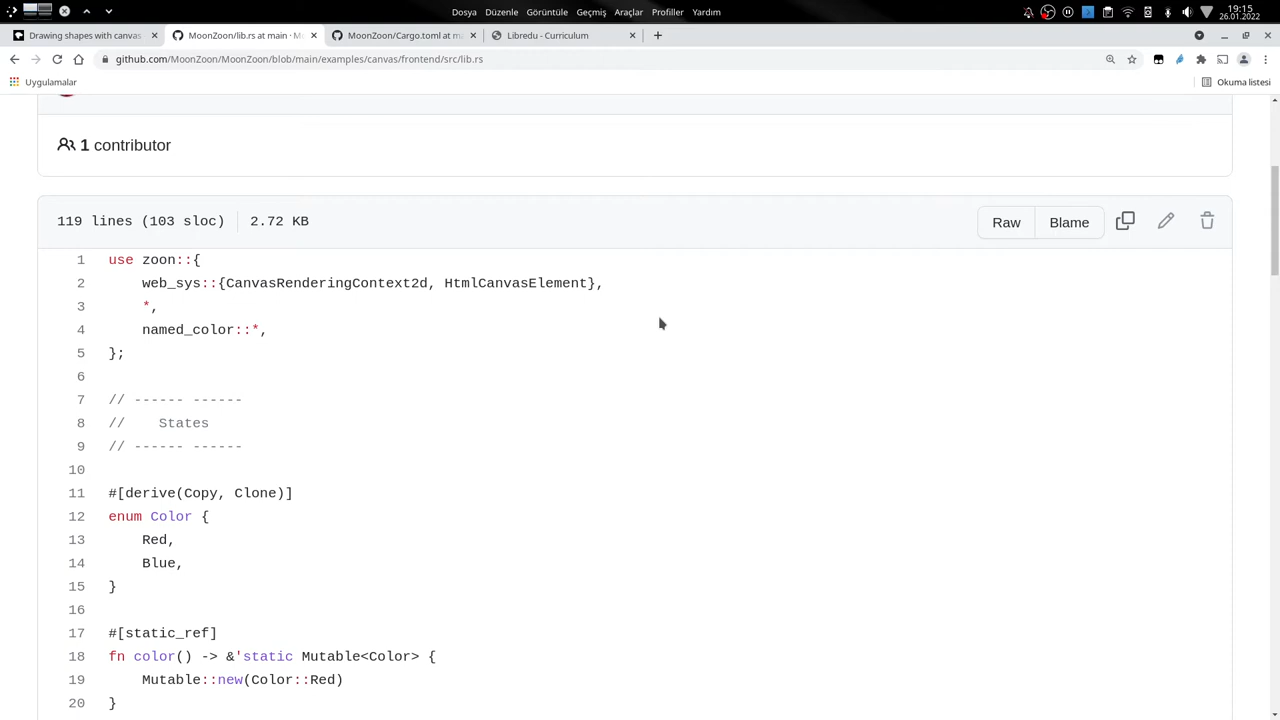 Dosya Düzenle Görüntüle Geçmiş Araçlar Profiller Yardım
19:15
26.01.2022
Drawing shapes with canvas
MoonZoon/lib.rs at main · Mo
MoonZoon/Cargo.toml at ma
Libredu - Curriculum
github.com/MoonZoon/MoonZoon/blob/main/examples/canvas/frontend/src/lib.rs
Uygulamalar
Okuma listesi
1 contributor
119 lines (103 sloc) 2.72 KB
Raw Blame
1 use zoon::{
2 web_sys::{CanvasRenderingContext2d, HtmlCanvasElement},
3 *,
4 named_color::*,
5 };
6
7 // ------ ------
8 // States
9 // ------ ------
10
11 #[derive(Copy, Clone)]
12 enum Color {
13 Red,
14 Blue,
15 }
16
17 #[static_ref]
18 fn color() -> &'static Mutable<Color> {
19 Mutable::new(Color::Red)
20 }